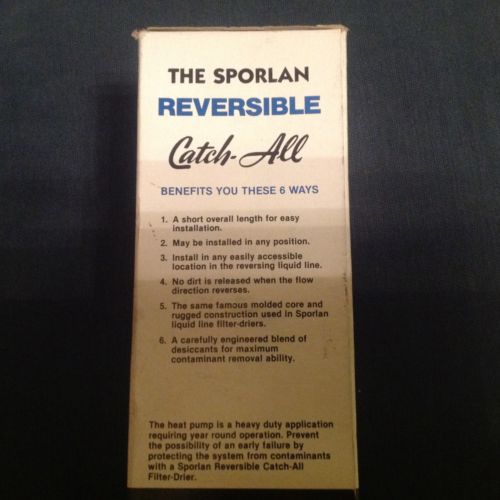 THE SPORLAN
REVERSIBLE
Catch-All
BENEFITS YOU THESE 6 WAYS
1. A short overall length for easy
installation.
2. May be installed in any position.
3. Install in any easily accessible
location in the reversing liquid line.
4. No dirt is released when the flow
direction reverses.
5. The same famous molded core and
rugged construction used in Sporlan
liquid line filter-driers.
6. A carefully engineered blend of
desiccants for maximum
contaminant removal ability.
The heat pump is a heavy duty application
requiring year round operation. Prevent
the possibility of an early failure by
protecting the system from contaminants
with a Sporlan Reversible Catch-All
Filter-Drier.